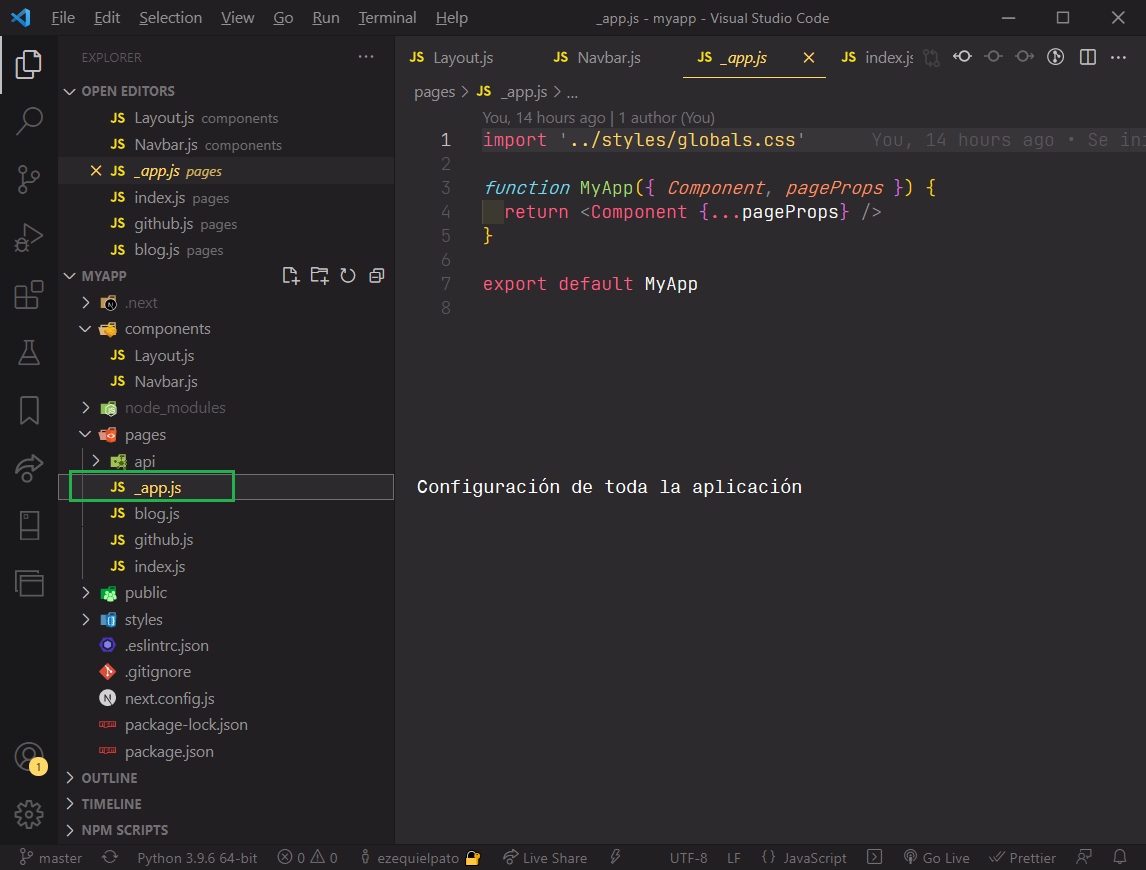 File Edit Selection View Go Run Terminal Help _app.js - myapp - Visual Studio Code
EXPLORER
OPEN EDITORS
JS Layout.js components
JS Navbar.js components
JS _app.js pages
JS index.js pages
JS github.js pages
JS blog.js pages
MYAPP
.next
components
JS Layout.js
JS Navbar.js
node_modules
pages
api
JS _app.js
JS blog.js
JS github.js
JS index.js
public
styles
.eslintrc.json
.gitignore
N next.config.js
package-lock.json
package.json
OUTLINE
TIMELINE
NPM SCRIPTS
1
JS Layout.js JS Navbar.js JS _app.js JS index.js
pages > JS _app.js > ...
You, 14 hours ago | 1 author (You)
1 import '../styles/globals.css' You, 14 hours ago • Se
2
3 function MyApp({ Component, pageProps }) {
4 return <Component {...pageProps} />
5 }
6
7 export default MyApp
8
Configuración de toda la aplicación
master Python 3.9.6 64-bit 0 0 ezequielpato Live Share UTF-8 LF {} JavaScript Go Live Prettier